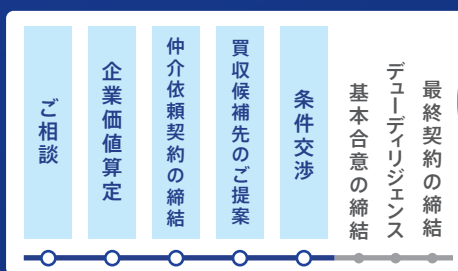 ご相談
企業価値算定
仲介依頼契約の締結
買収候補先のご提案
条件交渉
基本合意の締結
デューディリジェンス
最終契約の締結